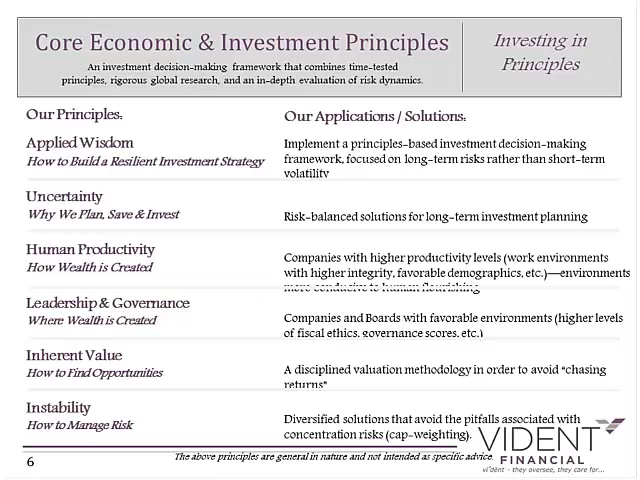 Core Economic & Investment Principles
An investment decision-making framework that combines time-tested
principles, rigorous global research, and an in-depth evaluation of risk dynamics.
Investing in
Principles
Our Principles:
Our Applications / Solutions:
Applied Wisdom
How to Build a Resilient Investment Strategy
Implement a principles-based investment decision-making
framework, focused on long-term risks rather than short-term
volatility
Uncertainty
Why We Plan, Save & Invest
Risk-balanced solutions for long-term investment planning
Human Productivity
How Wealth is Created
Companies with higher productivity levels (work environments
with higher integrity, favorable demographics, etc.)—environments
more conducive to human flourishing
Leadership & Governance
Where Wealth is Created
Companies and Boards with favorable environments (higher levels
of fiscal ethics, governance scores, etc.)
Inherent Value
How to Find Opportunities
A disciplined valuation methodology in order to avoid “chasing
returns”
Instability
How to Manage Risk
Diversified solutions that avoid the pitfalls associated with
concentration risks (cap-weighting).
6
The above principles are general in nature and not intended as specific advice.
VIDENT
FINANCIAL
vi'dēnt - they oversee, they care for...